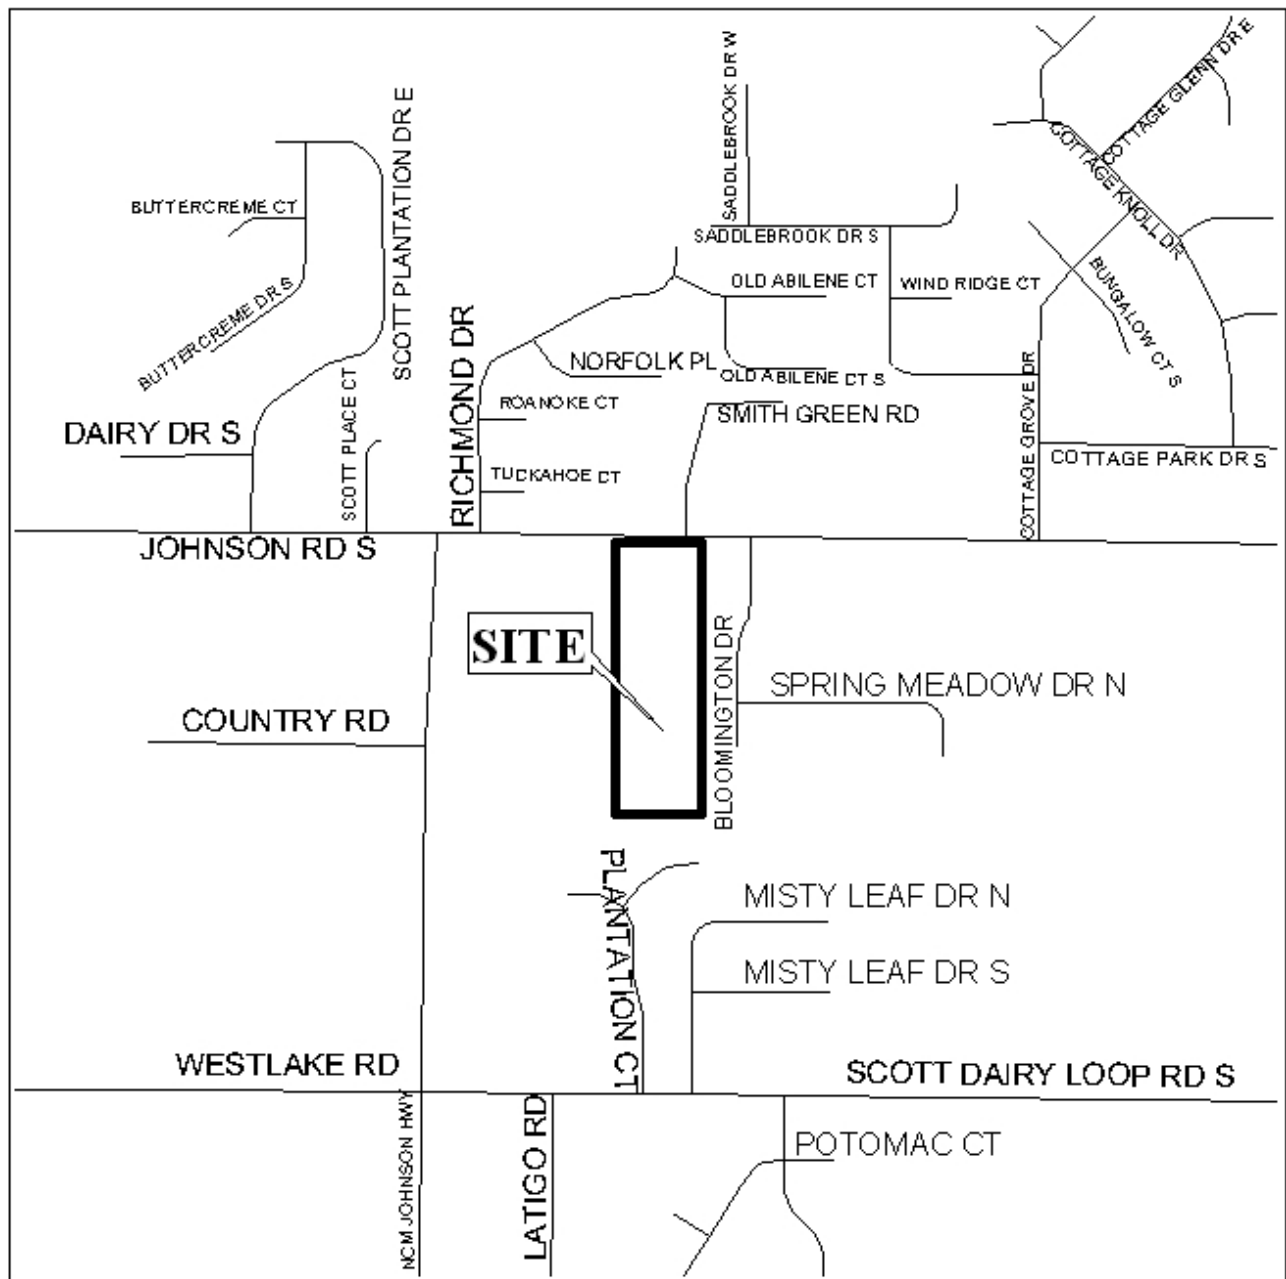 COTTAGE GLENN DR E
SADDLEBROOK DR W
SCOTT PLANTATION DR E
COTTAGE KNOLL DR
BUTTERCREME CT
SADDLEBROOK DR S
OLD ABILENE CT
WIND RIDGE CT
BUNGALOW CT S
BUTTERCREME DR S
RICHMOND DR
NORFOLK PL
OLD ABILENE CT S
SCOTT PLACE CT
ROANOKE CT
SMITH GREEN RD
COTTAGE GROVE DR
DAIRY DR S
COTTAGE PARK DR S
TUCKAHOE CT
JOHNSON RD S
SITE
BLOOMINGTON DR
SPRING MEADOW DR N
COUNTRY RD
PLANTATION CT
MISTY LEAF DR N
MISTY LEAF DR S
WESTLAKE RD
SCOTT DAIRY LOOP RD S
NCM JOHNSON HWY
LATIGO RD
POTOMAC CT